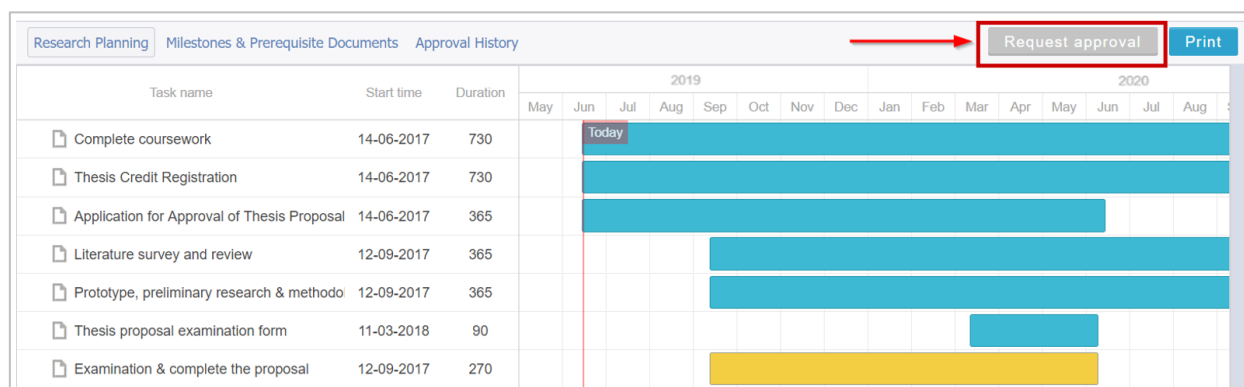 Research Planning Milestones & Prerequisite Documents Approval History Request approval Print
Task name Start time Duration 2019 2020
May Jun Jul Aug Sep Oct Nov Dec Jan Feb Mar Apr May Jun Jul Aug
Today
Complete coursework 14-06-2017 730
Thesis Credit Registration 14-06-2017 730
Application for Approval of Thesis Proposal 14-06-2017 365
Literature survey and review 12-09-2017 365
Prototype, preliminary research & methodo 12-09-2017 365
Thesis proposal examination form 11-03-2018 90
Examination & complete the proposal 12-09-2017 270